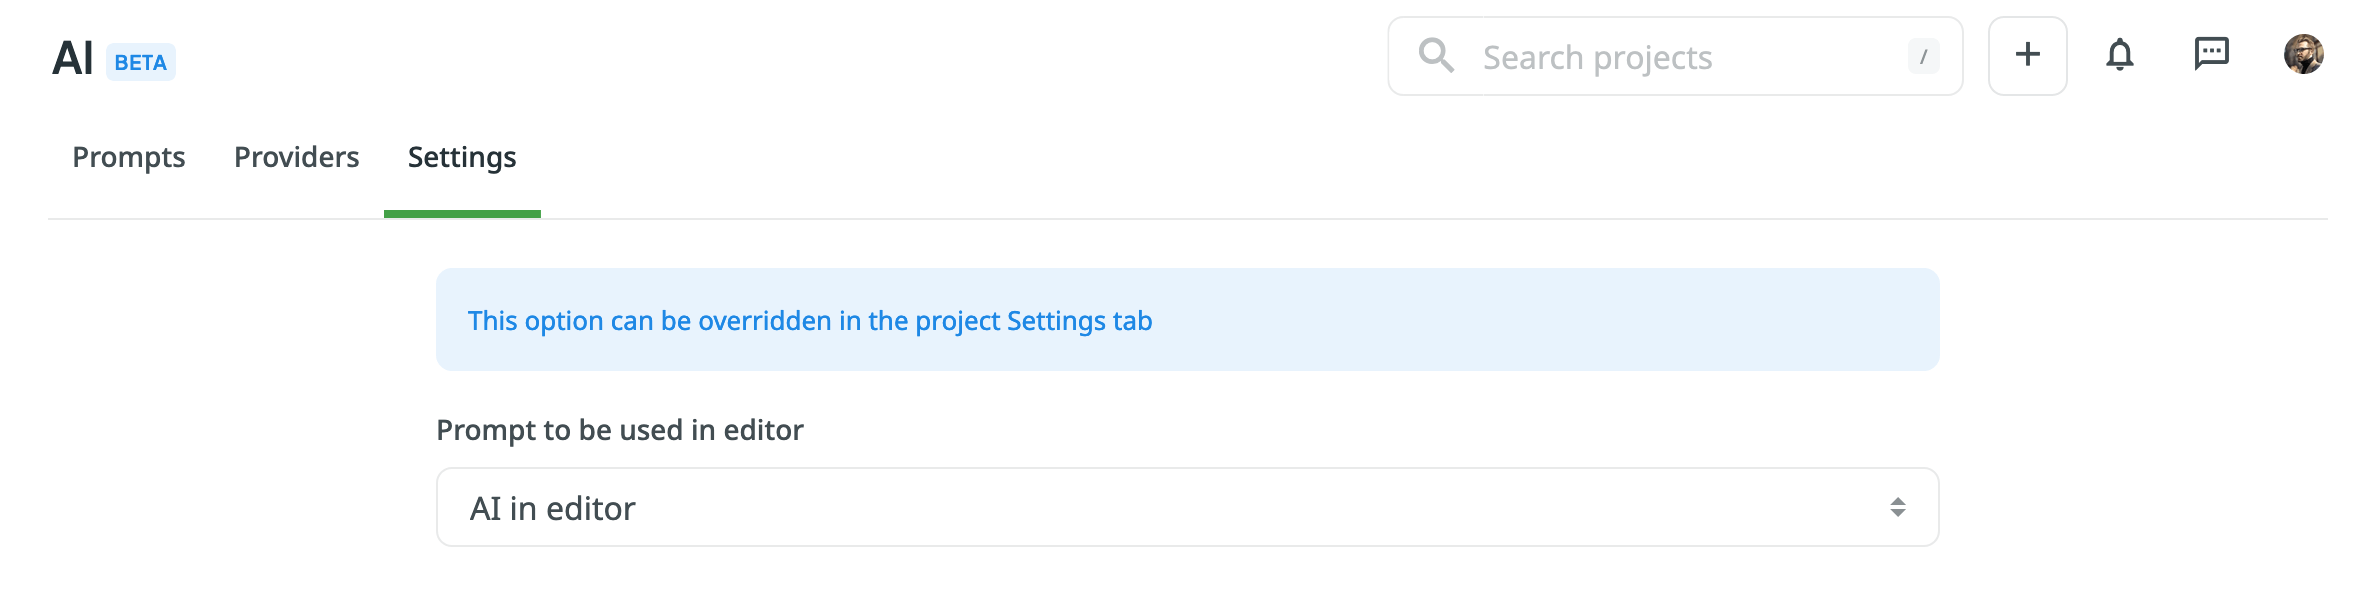 AI BETA
Search projects /
Prompts Providers Settings
This option can be overridden in the project Settings tab
Prompt to be used in editor
AI in editor